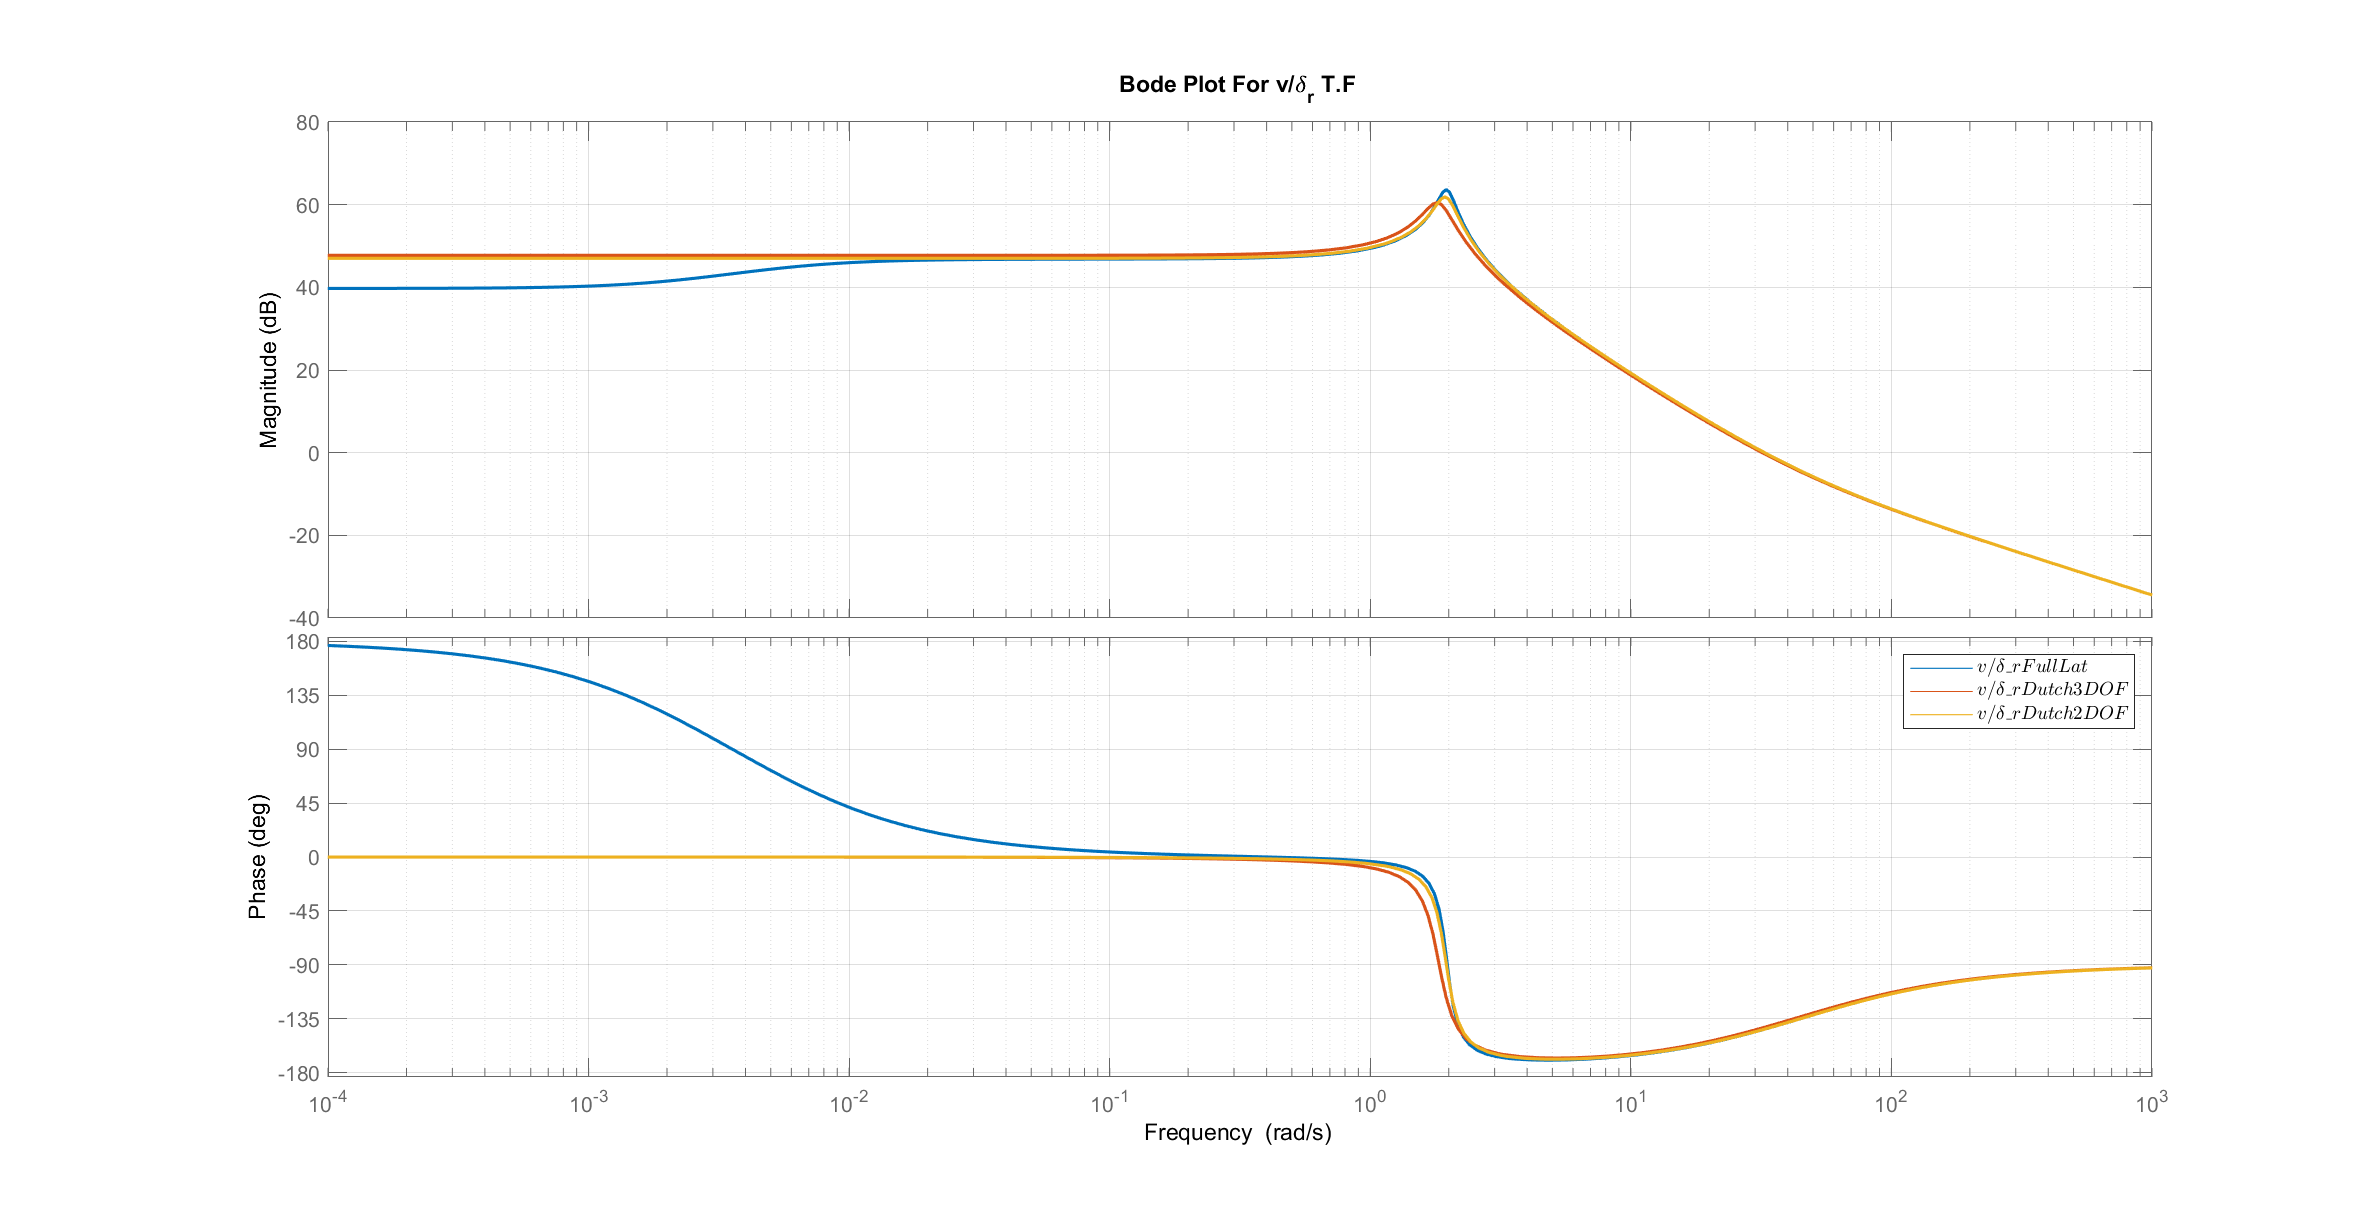 Bode Plot For v/δr T.F
80
60
40
20
0
-20
-40
Magnitude (dB)
180
135
90
45
0
-45
-90
-135
-180
Phase (deg)
v/δ_rFullLat
v/δ_rDutch3DOF
v/δ_rDutch2DOF
10-4 10-3 10-2 10-1 100 101 102 103
Frequency (rad/s)